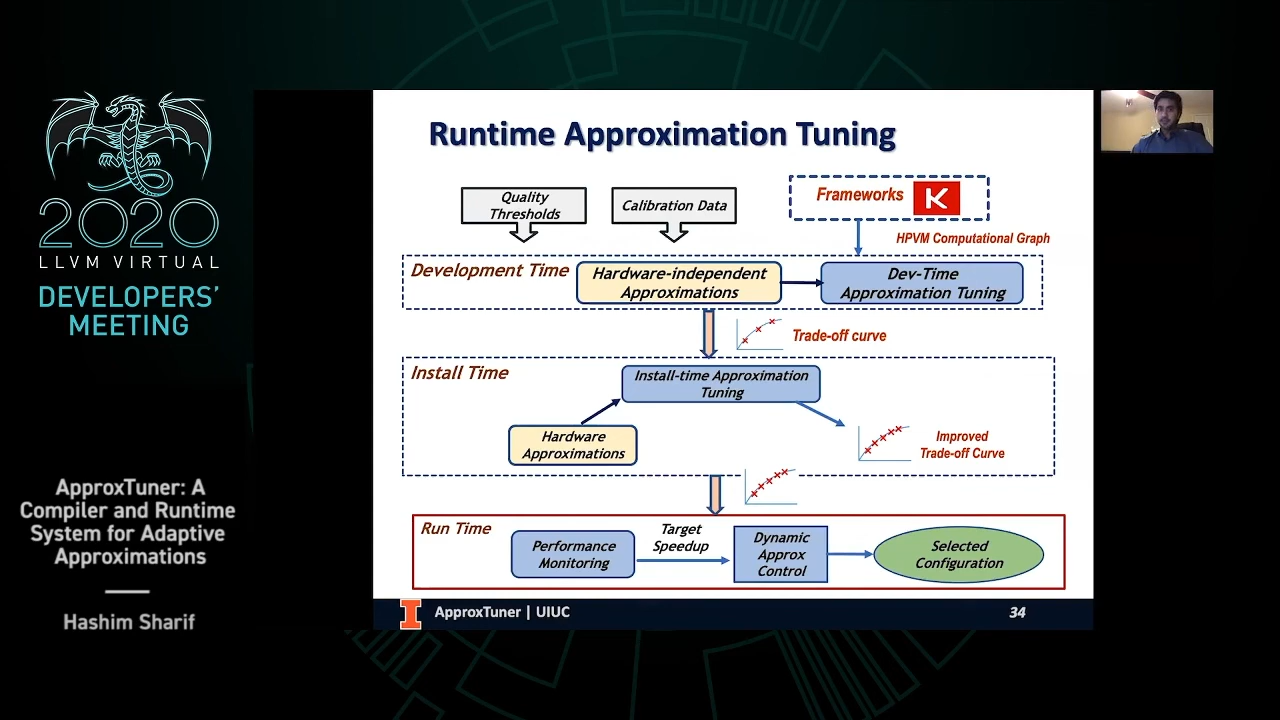 2020
LLVM VIRTUAL
DEVELOPERS'
MEETING
ApproxTuner: A
Compiler and Runtime
System for Adaptive
Approximations
Hashim Sharif
Runtime Approximation Tuning
Quality
Thresholds
Calibration Data
Frameworks K
HPVM Computational Graph
Development Time
Hardware-independent
Approximations
Dev-Time
Approximation Tuning
Trade-off curve
Install Time
Install-time Approximation
Tuning
Hardware
Approximations
Improved
Trade-off Curve
Run Time
Performance
Monitoring
Target
Speedup
Dynamic
Approx
Control
Selected
Configuration
I ApproxTuner | UIUC
34